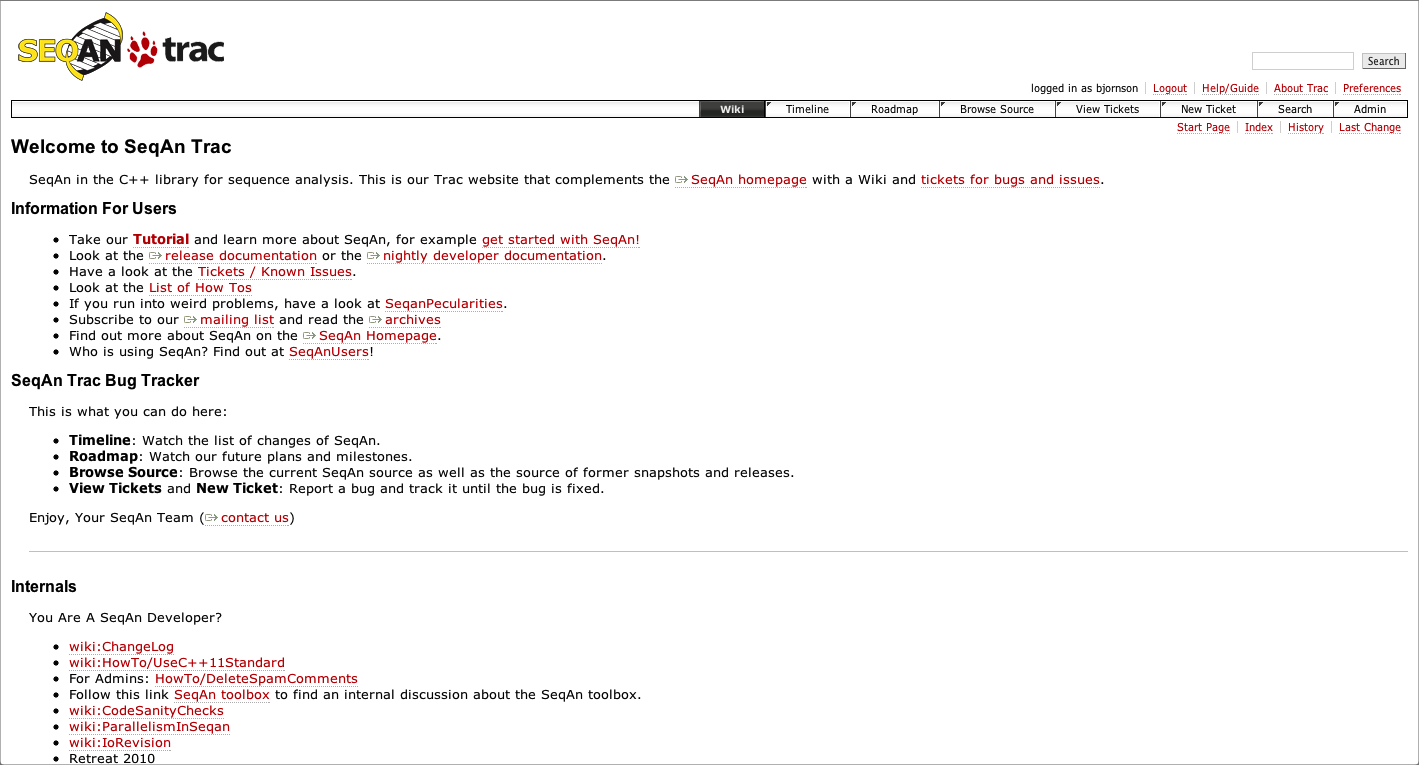 SEQAN trac
Search
logged in as bjornson Logout Help/Guide About Trac Preferences
Wiki Timeline Roadmap Browse Source View Tickets New Ticket Search Admin
Start Page Index History Last Change
Welcome to SeqAn Trac
SeqAn in the C++ library for sequence analysis. This is our Trac website that complements the SeqAn homepage with a Wiki and tickets for bugs and issues.
Information For Users
Take our Tutorial and learn more about SeqAn, for example get started with SeqAn!
Look at the release documentation or the nightly developer documentation.
Have a look at the Tickets / Known Issues.
Look at the List of How Tos
If you run into weird problems, have a look at SeqanPecularities.
Subscribe to our mailing list and read the archives
Find out more about SeqAn on the SeqAn Homepage.
Who is using SeqAn? Find out at SeqAnUsers!
SeqAn Trac Bug Tracker
This is what you can do here:
Timeline: Watch the list of changes of SeqAn.
Roadmap: Watch our future plans and milestones.
Browse Source: Browse the current SeqAn source as well as the source of former snapshots and releases.
View Tickets and New Ticket: Report a bug and track it until the bug is fixed.
Enjoy, Your SeqAn Team (contact us)
Internals
You Are A SeqAn Developer?
wiki:ChangeLog
wiki:HowTo/UseC++11Standard
For Admins: HowTo/DeleteSpamComments
Follow this link SeqAn toolbox to find an internal discussion about the SeqAn toolbox.
wiki:CodeSanityChecks
wiki:ParallelismInSeqan
wiki:IoRevision
Retreat 2010